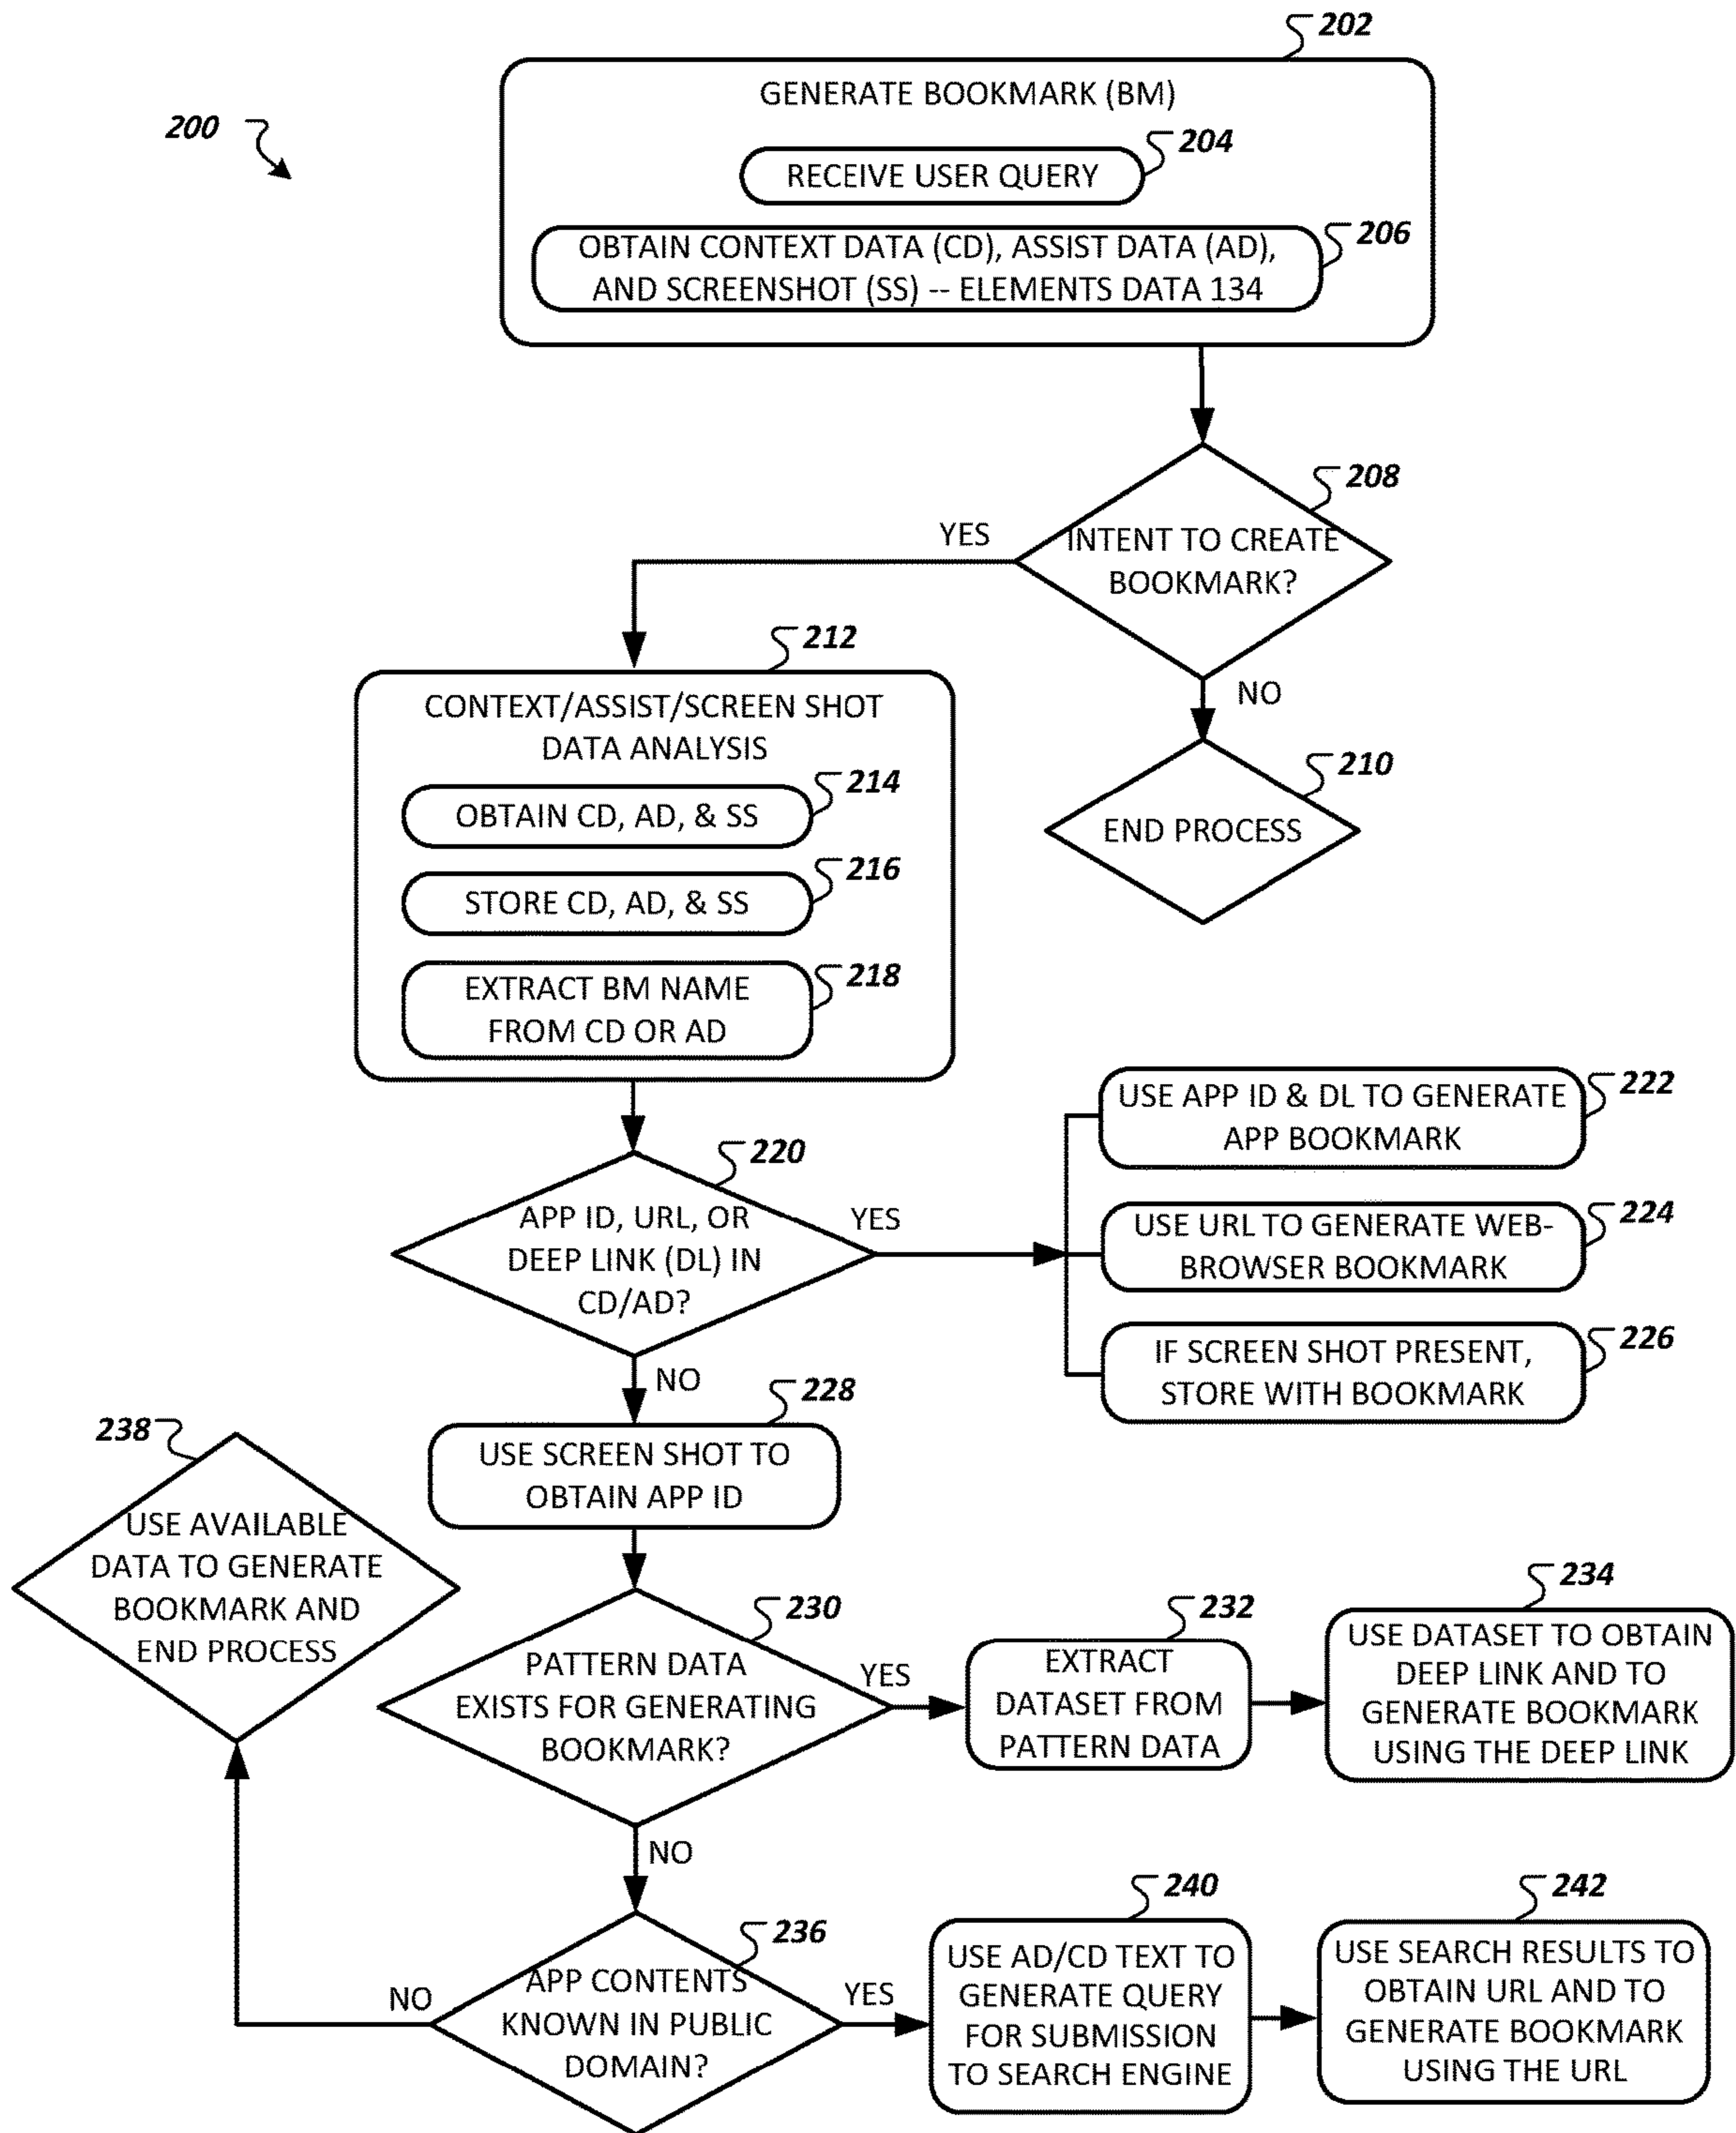 202
GENERATE BOOKMARK (BM)
200
204
RECEIVE USER QUERY
206
OBTAIN CONTEXT DATA (CD), ASSIST DATA (AD),
AND SCREENSHOT (SS) -- ELEMENTS DATA 134
208
YES
INTENT TO CREATE
BOOKMARK?
NO
210
END PROCESS
212
CONTEXT/ASSIST/SCREEN SHOT
DATA ANALYSIS
214
OBTAIN CD, AD, & SS
216
STORE CD, AD, & SS
218
EXTRACT BM NAME
FROM CD OR AD
220
APP ID, URL, OR
DEEP LINK (DL) IN
CD/AD?
YES
222
USE APP ID & DL TO GENERATE
APP BOOKMARK
224
USE URL TO GENERATE WEB-
BROWSER BOOKMARK
226
IF SCREEN SHOT PRESENT,
STORE WITH BOOKMARK
NO
228
USE SCREEN SHOT TO
OBTAIN APP ID
238
USE AVAILABLE
DATA TO GENERATE
BOOKMARK AND
END PROCESS
230
PATTERN DATA
EXISTS FOR GENERATING
BOOKMARK?
YES
232
EXTRACT
DATASET FROM
PATTERN DATA
234
USE DATASET TO OBTAIN
DEEP LINK AND TO
GENERATE BOOKMARK
USING THE DEEP LINK
NO
236
APP CONTENTS
KNOWN IN PUBLIC
DOMAIN?
NO
YES
240
USE AD/CD TEXT TO
GENERATE QUERY
FOR SUBMISSION
TO SEARCH ENGINE
242
USE SEARCH RESULTS TO
OBTAIN URL AND TO
GENERATE BOOKMARK
USING THE URL